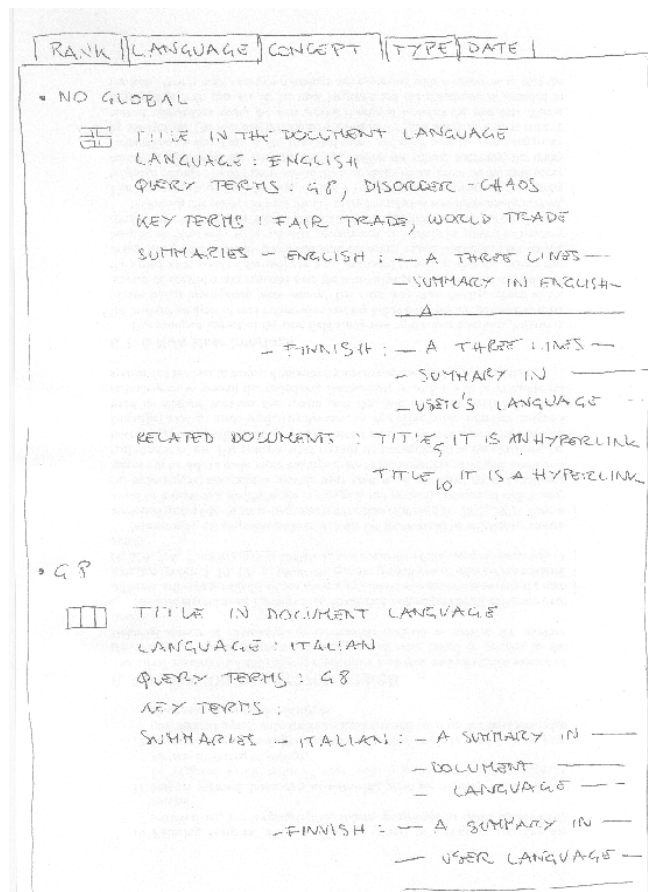 RANK LANGUAGE CONCEPT TYPE DATE
• NO GLOBAL
TITLE IN THE DOCUMENT LANGUAGE
LANGUAGE : ENGLISH
QUERY TERMS : G8, DISORDER - CHAOS
KEY TERMS : FAIR TRADE, WORLD TRADE
SUMMARIES - ENGLISH : — A THREE LINES —
— SUMMARY IN ENGLISH —
— A —
- FINNISH : — A THREE LINES —
— SUMMARY IN —
— USER'S LANGUAGE —
RELATED DOCUMENT : TITLE5 IT IS AN HYPERLINK
TITLE10 IT IS A HYPERLINK
• G8
TITLE IN DOCUMENT LANGUAGE
LANGUAGE : ITALIAN
QUERY TERMS : G8
KEY TERMS :
SUMMARIES - ITALIAN : — A SUMMARY IN —
— DOCUMENT —
— LANGUAGE —
- FINNISH : — A SUMMARY IN —
— USER LANGUAGE —